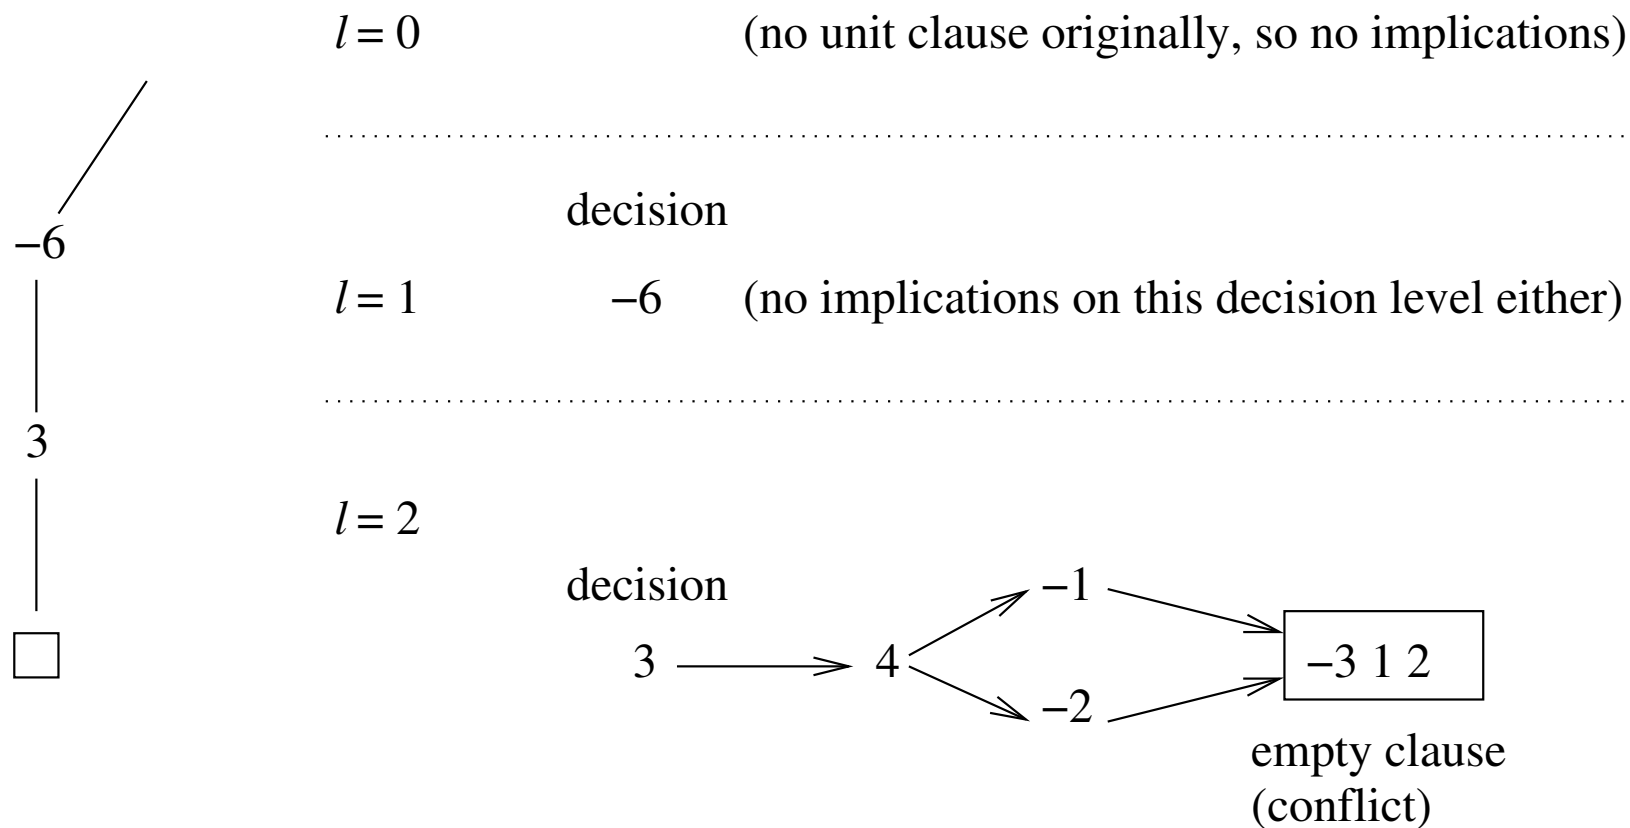 l = 0 (no unit clause originally, so no implications)
decision
−6
l = 1 −6 (no implications on this decision level either)
3
l = 2
decision
−1
3 4 −3 1 2
−2
empty clause
(conflict)